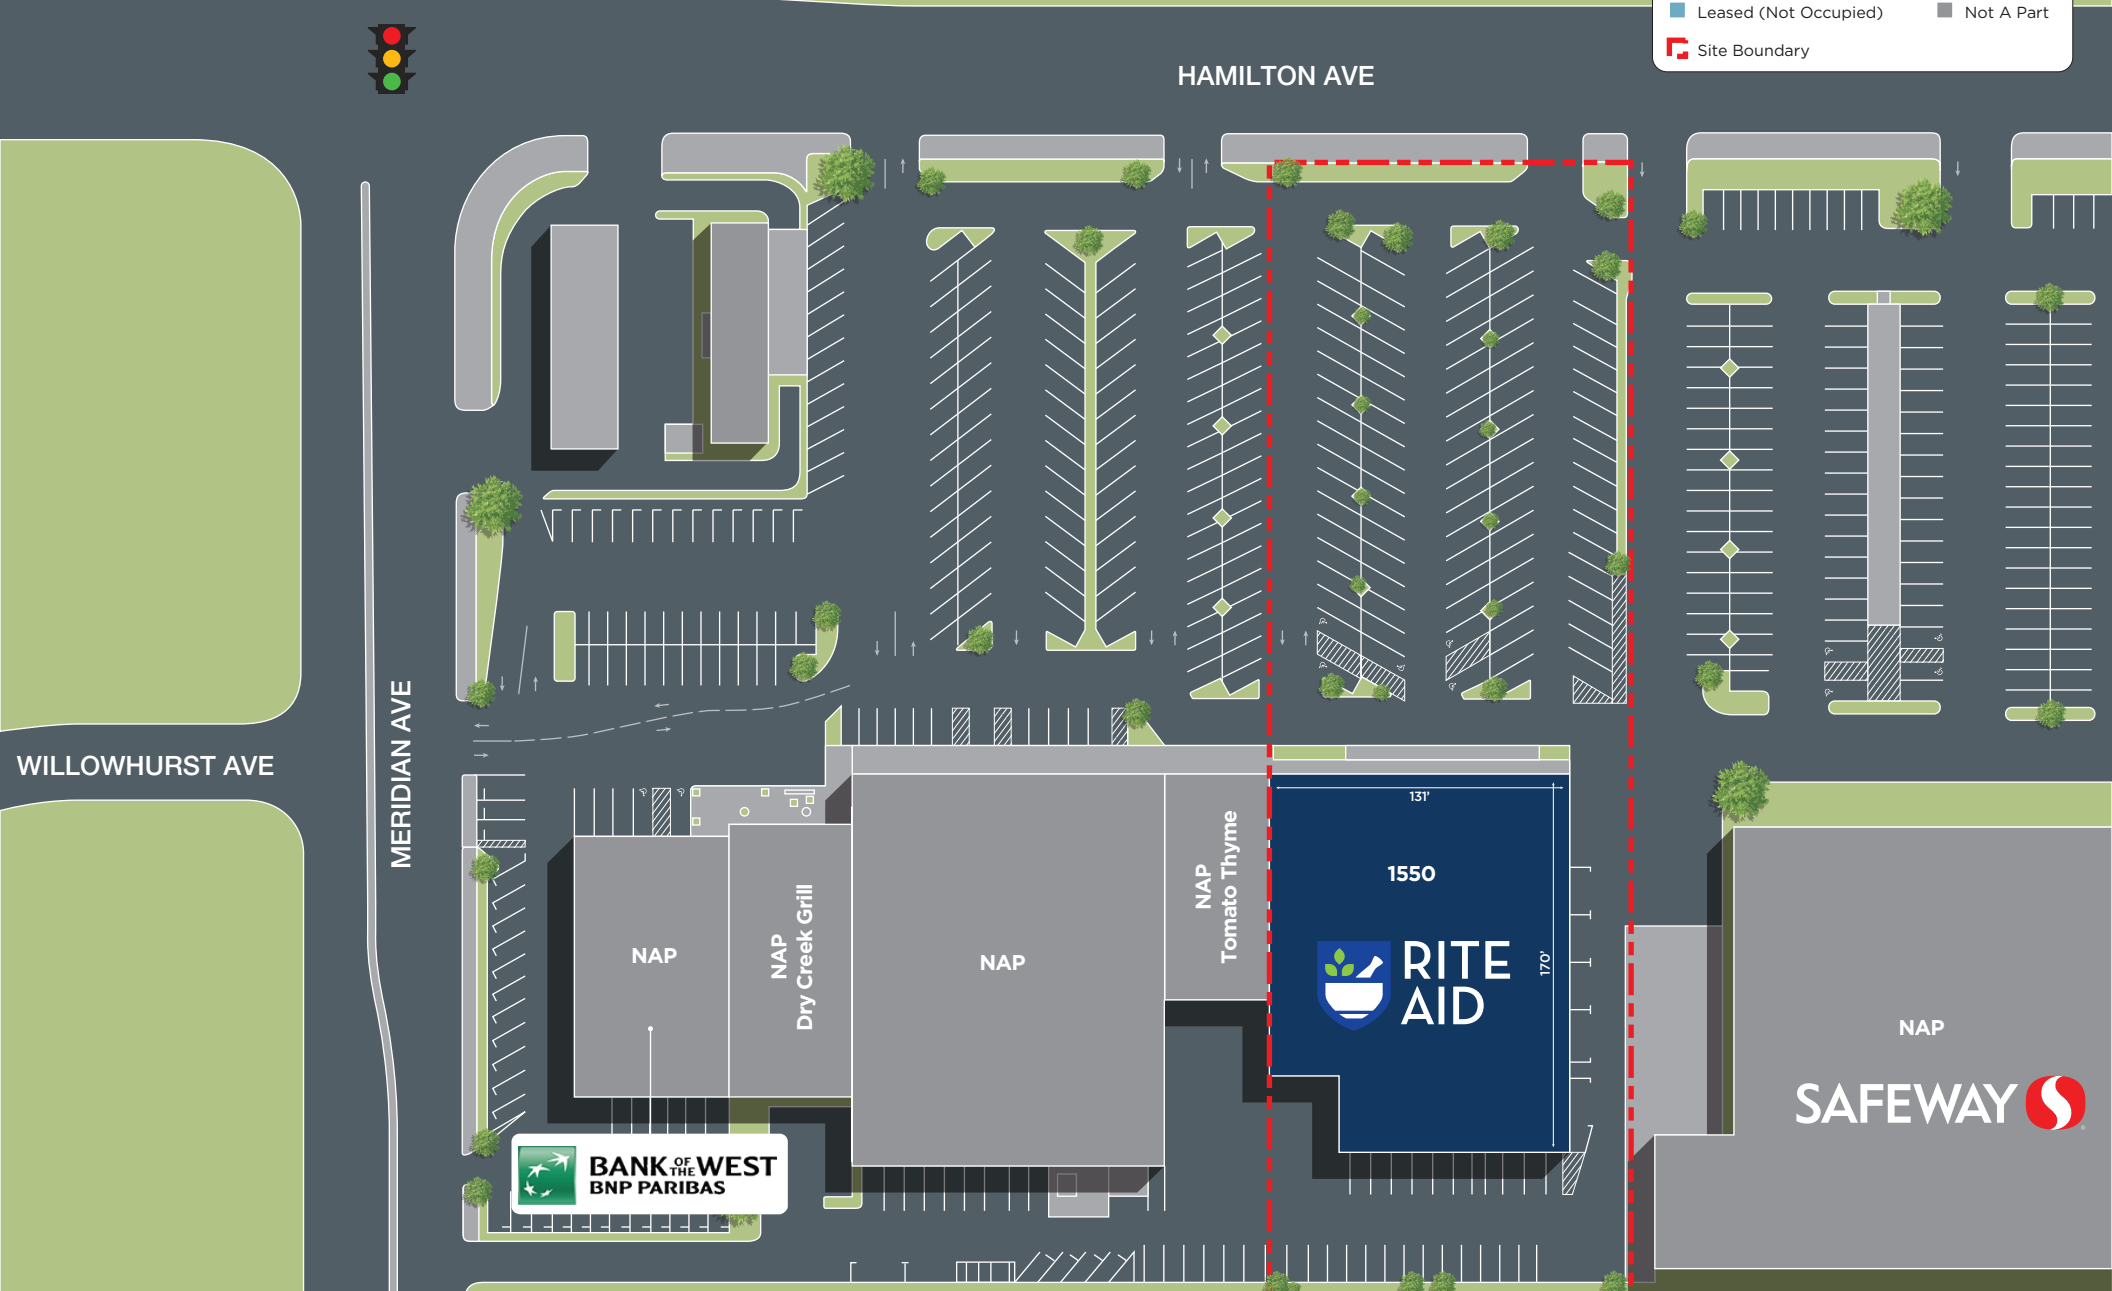 Leased (Not Occupied)
Not A Part
Site Boundary
HAMILTON AVE
MERIDIAN AVE
WILLOWHURST AVE
131'
1550
170'
RITE
AID
NAP
Tomato Thyme
NAP
NAP
Dry Creek Grill
NAP
NAP
SAFEWAY
BANK OF THE WEST
BNP PARIBAS